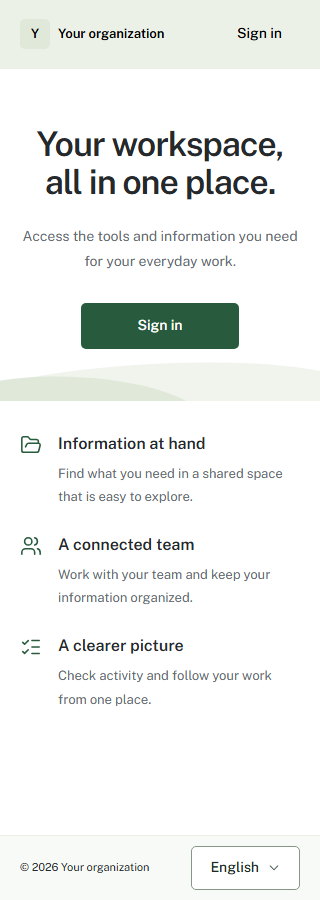 Y Your organization Sign in
Your workspace,
all in one place.
Access the tools and information you need
for your everyday work.
Sign in
Information at hand
Find what you need in a shared space
that is easy to explore.
A connected team
Work with your team and keep your
information organized.
A clearer picture
Check activity and follow your work
from one place.
© 2026 Your organization English